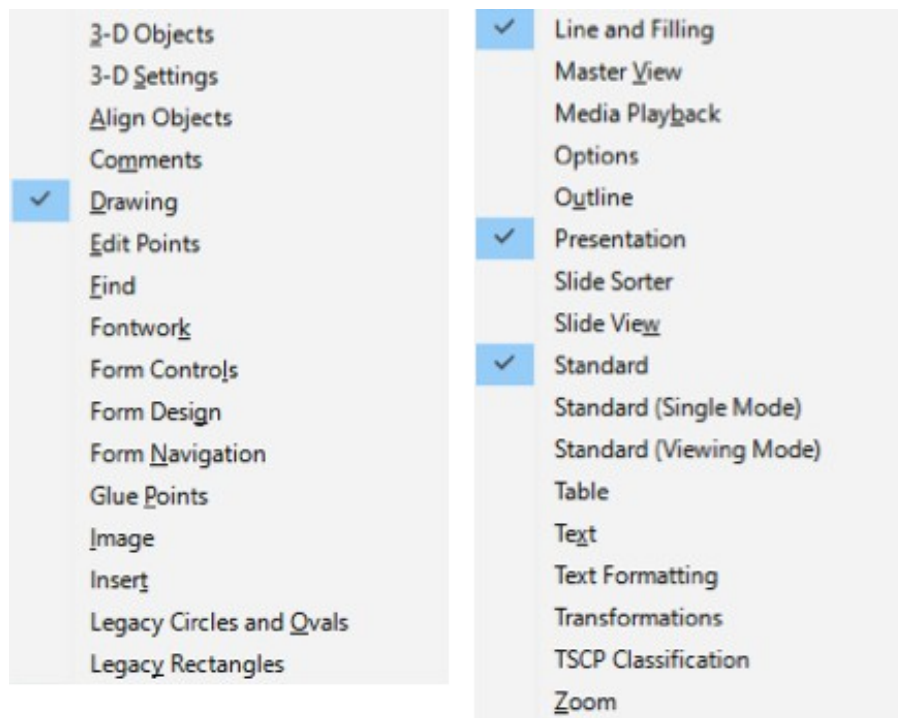 3-D Objects
3-D Settings
Align Objects
Comments
Drawing
Edit Points
Find
Fontwork
Form Controls
Form Design
Form Navigation
Glue Points
Image
Insert
Legacy Circles and Ovals
Legacy Rectangles
Line and Filling
Master View
Media Playback
Options
Outline
Presentation
Slide Sorter
Slide View
Standard
Standard (Single Mode)
Standard (Viewing Mode)
Table
Text
Text Formatting
Transformations
TSCP Classification
Zoom